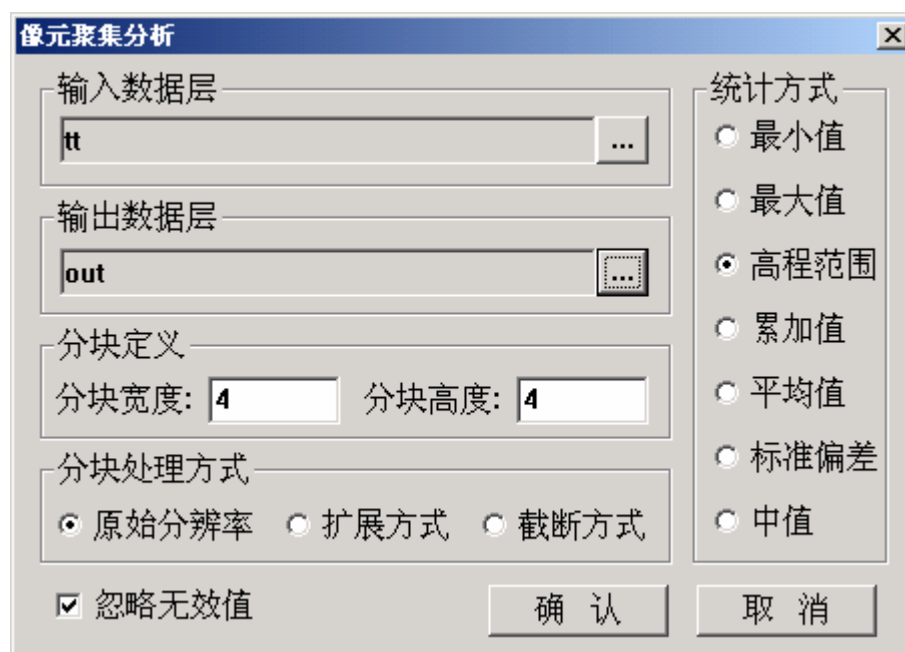 像元聚集分析
输入数据层
tt
...
输出数据层
out
...
分块定义
分块宽度: 4
分块高度: 4
分块处理方式
原始分辨率
扩展方式
截断方式
忽略无效值
统计方式
最小值
最大值
高程范围
累加值
平均值
标准偏差
中值
确 认
取 消